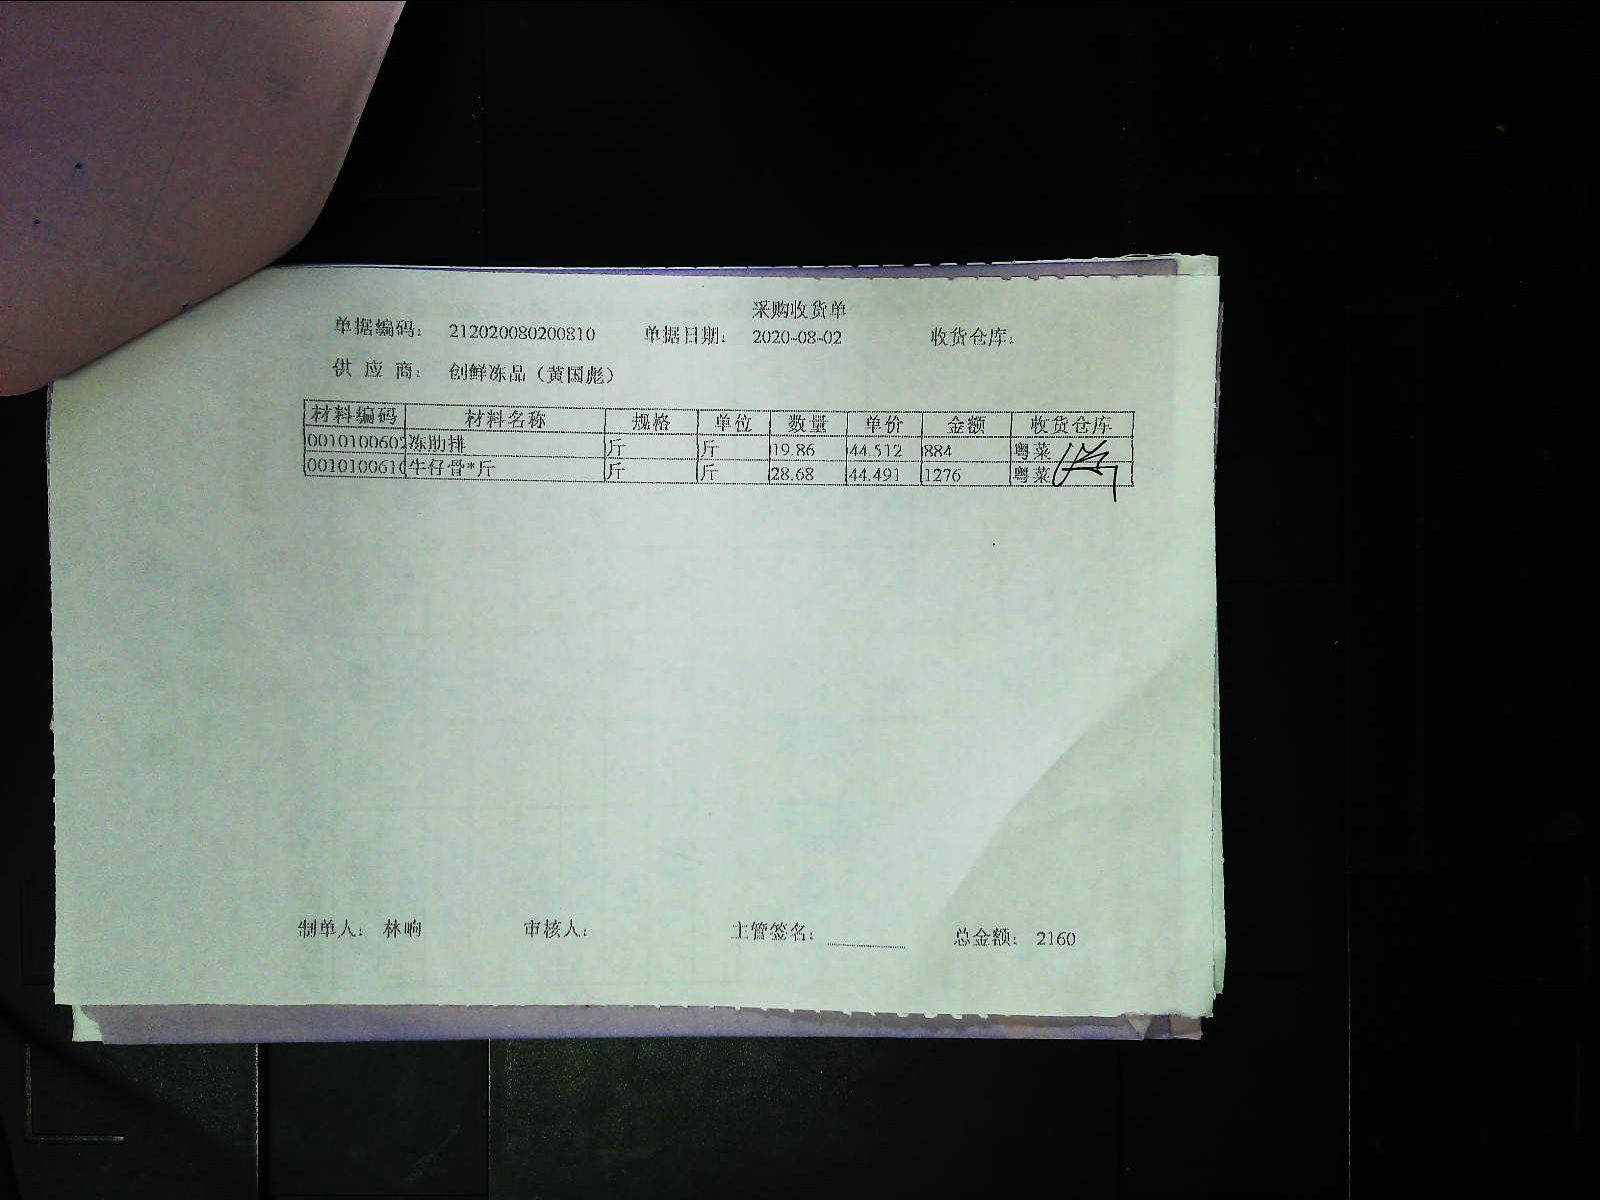 采购收货单
单据编码： 212020080200810 单据日期： 2020-08-02 收货仓库：
供 应 商： 创鲜冻品（黄国彪）
材料编码 材料名称 规格 单位 数量 单价 金额 收货仓库
0010100602 冻肋排 斤 斤 19.86 44.512 884 粤菜
0010100610 牛仔骨*斤 斤 斤 28.68 44.491 1276 粤菜
制单人： 林响 审核人： 主管签名： 总金额： 2160